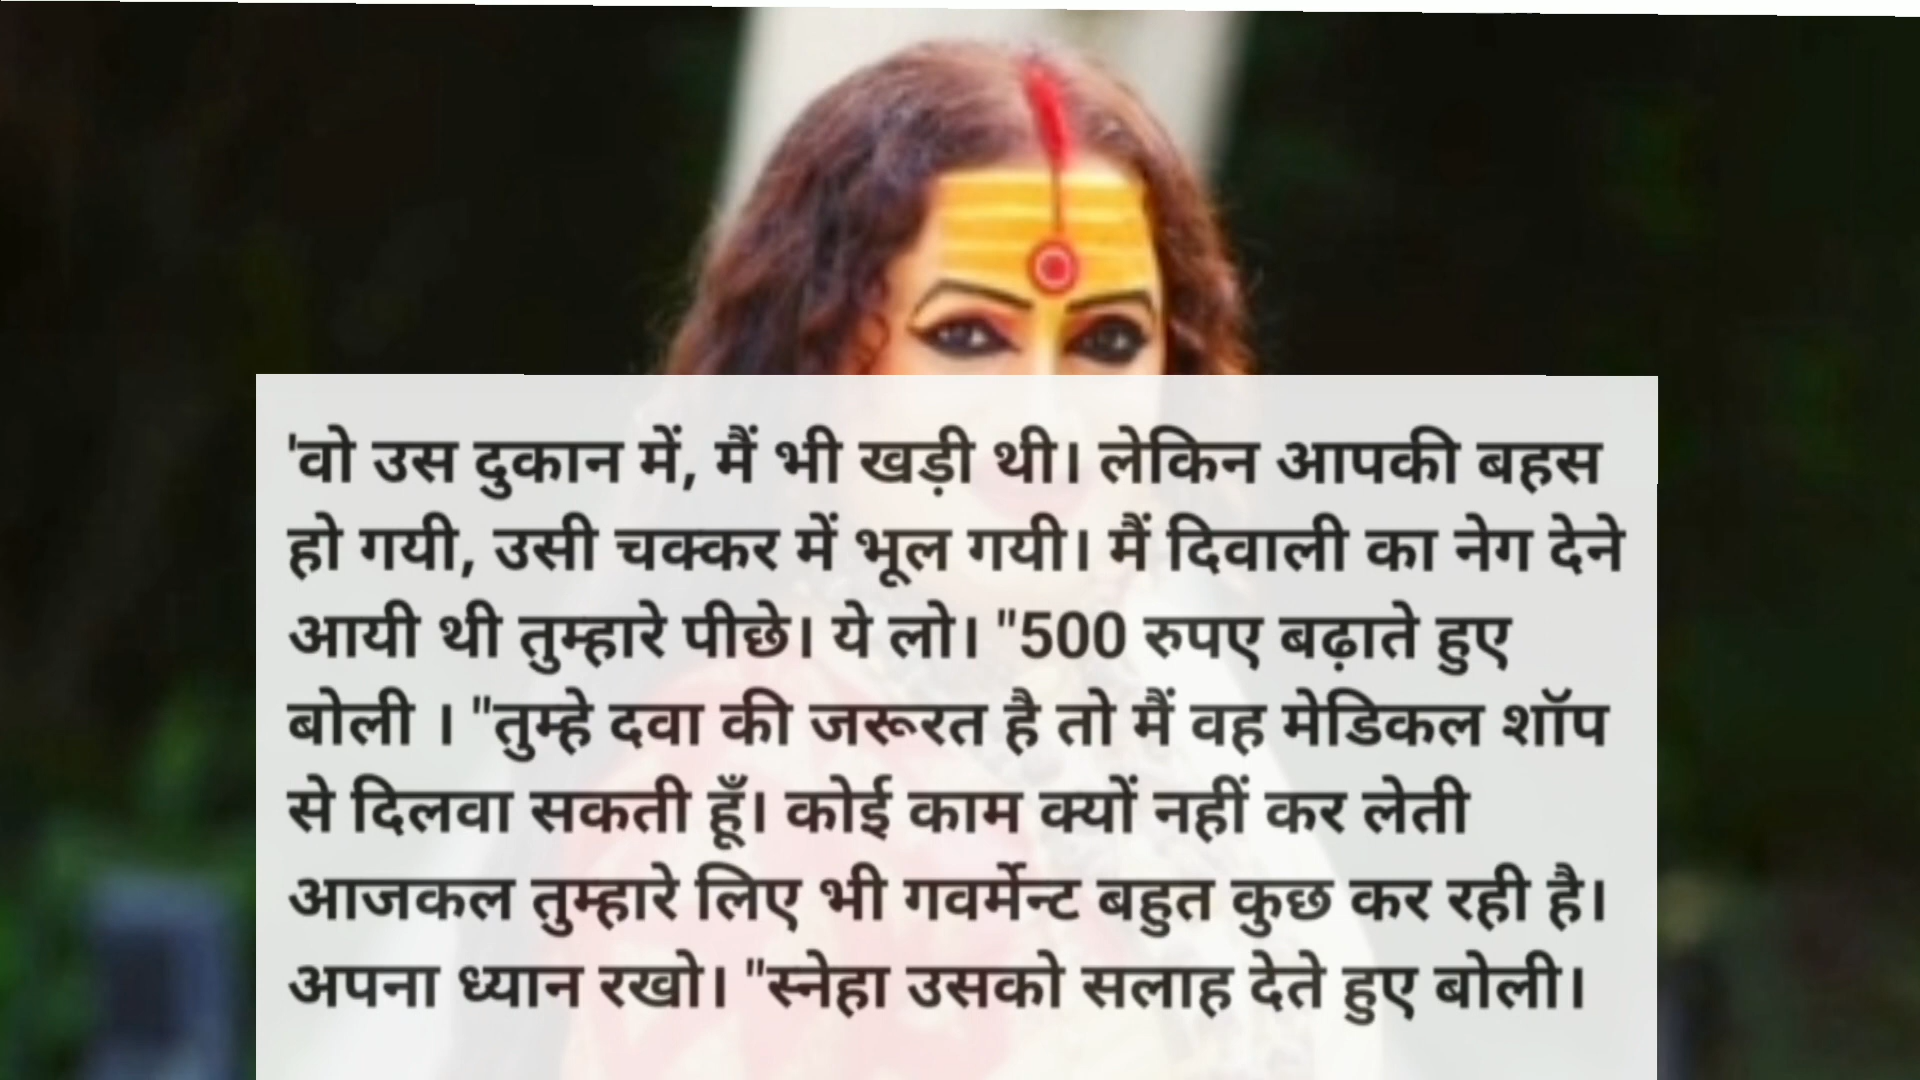 'वो उस दुकान में, मैं भी खड़ी थी। लेकिन आपकी बहस
हो गयी, उसी चक्कर में भूल गयी। मैं दिवाली का नेग देने
आयी थी तुम्हारे पीछे। ये लो। "500 रुपए बढ़ाते हुए
बोली । "तुम्हे दवा की जरूरत है तो मैं वह मेडिकल शॉप
से दिलवा सकती हूँ। कोई काम क्यों नहीं कर लेती
आजकल तुम्हारे लिए भी गवर्मेन्ट बहुत कुछ कर रही है।
अपना ध्यान रखो। "स्नेहा उसको सलाह देते हुए बोली।